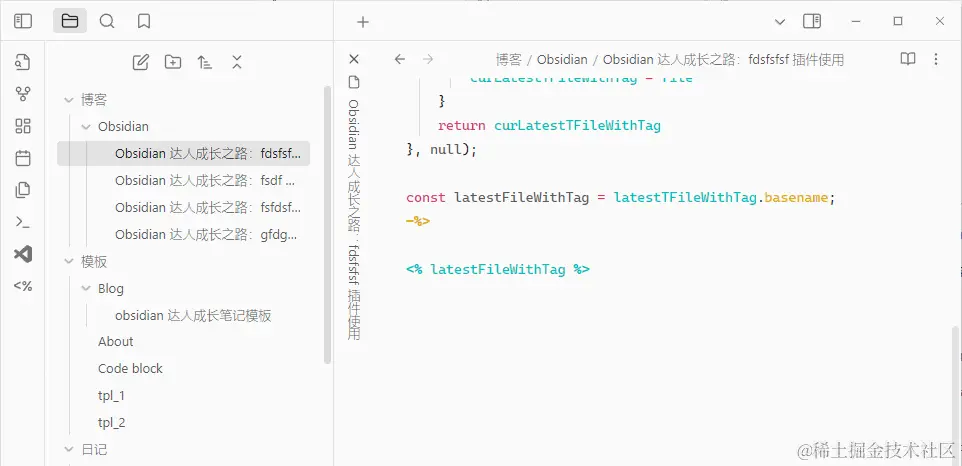 博客 / Obsidian / Obsidian 达人成长之路：fdsfsfsf 插件使用
博客
Obsidian
Obsidian 达人成长之路：fdsfsf...
Obsidian 达人成长之路：fsdf ...
Obsidian 达人成长之路：fsfdsf...
Obsidian 达人成长之路：gfdg...
模板
Blog
obsidian 达人成长笔记模板
About
Code block
tpl_1
tpl_2
日记
<%
Obsidian 达人成长之路：fdsfsfsf 插件使用
curLatestTFileWithTag = file
}
return curLatestTFileWithTag
}, null);
const latestFileWithTag = latestTFileWithTag.basename;
-%>
<% latestFileWithTag %>
@稀土掘金技术社区